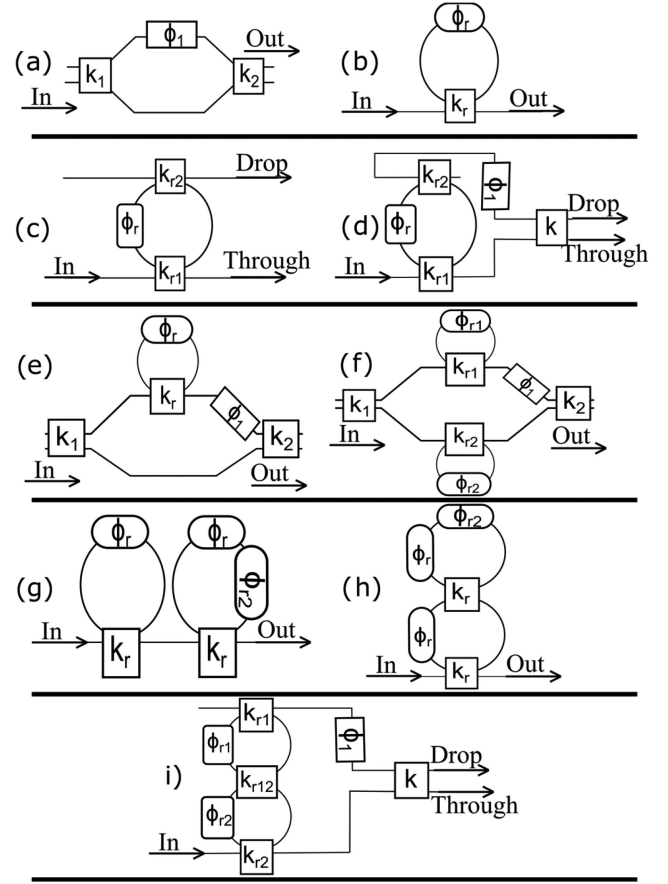 (a)
ϕ1
Out
k1
k2
In
(b)
ϕr
kr
In
Out
(c)
kr2
Drop
ϕr
In
kr1
Through
(d)
kr2
ϕ1
ϕr
Drop
k
Through
In
kr1
(e)
ϕr
kr
ϕ1
k1
k2
In
Out
(f)
ϕr1
kr1
ϕ1
k1
k2
In
kr2
Out
ϕr2
(g)
ϕr
ϕr
ϕr2
In
kr
kr
Out
(h)
ϕr2
ϕr
kr
ϕr
In
kr
Out
i)
kr1
ϕ1
ϕr1
kr12
Drop
k
Through
ϕr2
In
kr2